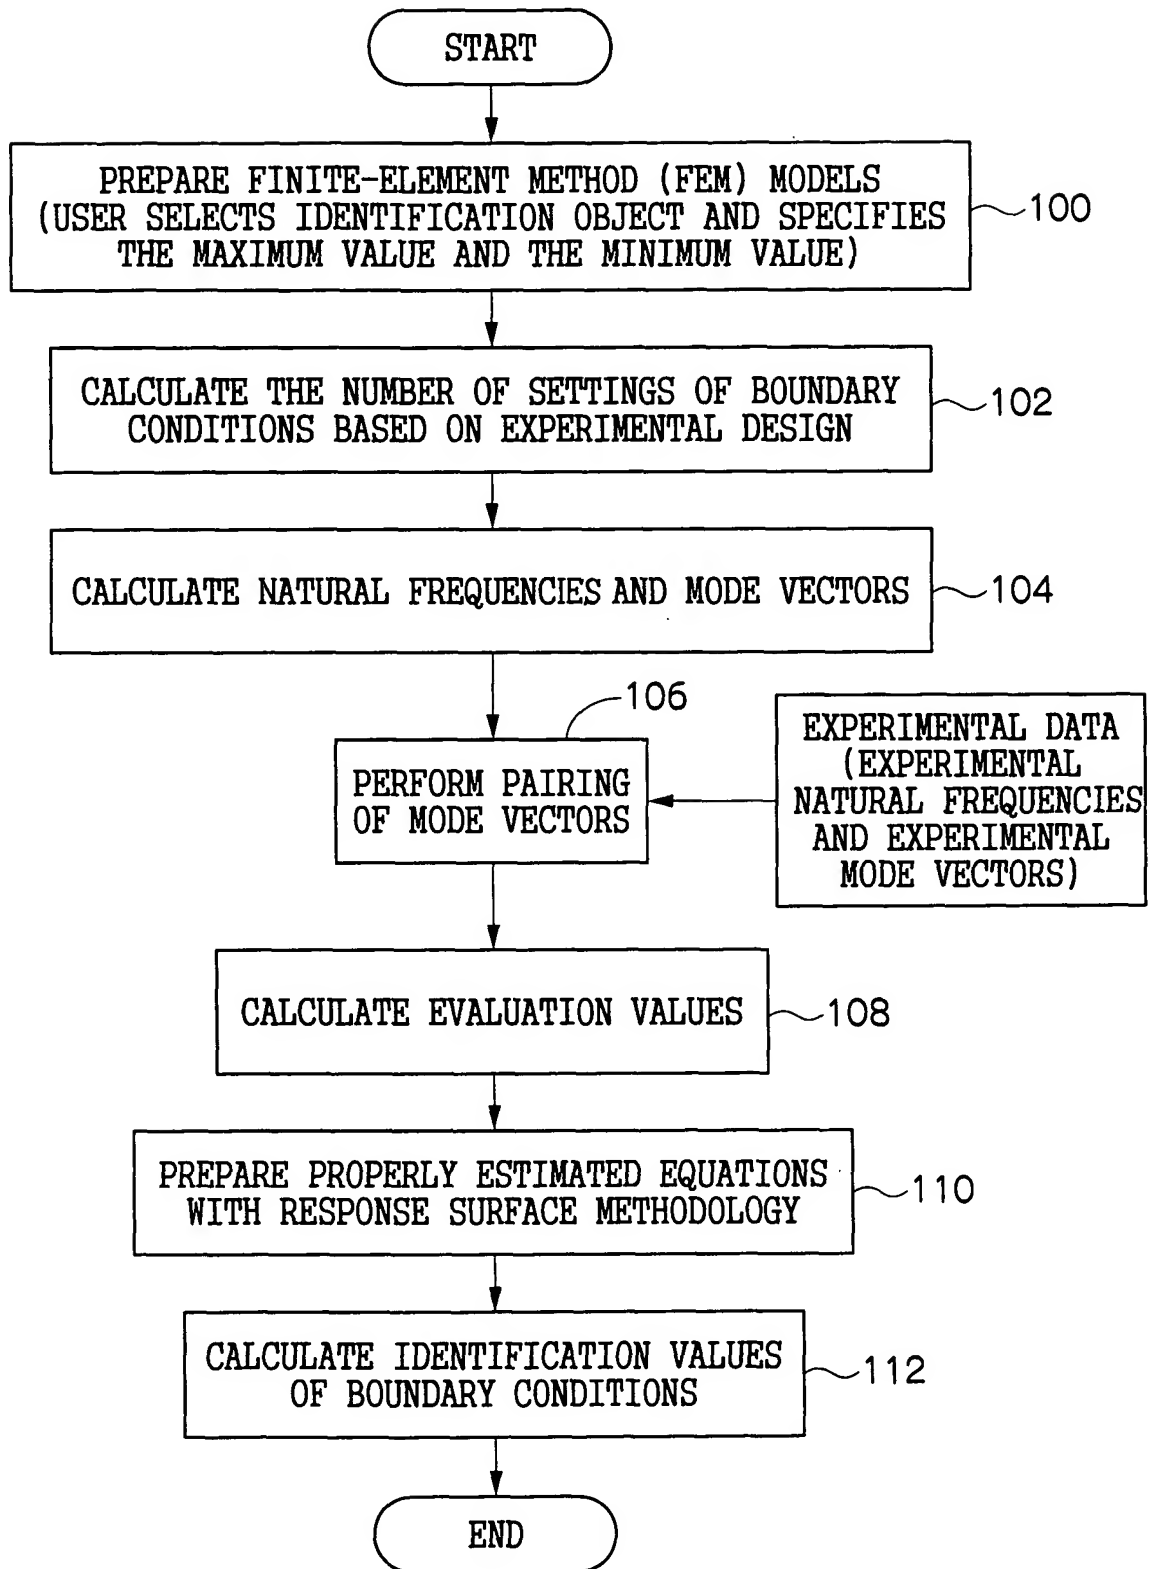 START
PREPARE FINITE-ELEMENT METHOD (FEM) MODELS
(USER SELECTS IDENTIFICATION OBJECT AND SPECIFIES
THE MAXIMUM VALUE AND THE MINIMUM VALUE)
100
CALCULATE THE NUMBER OF SETTINGS OF BOUNDARY
CONDITIONS BASED ON EXPERIMENTAL DESIGN
102
CALCULATE NATURAL FREQUENCIES AND MODE VECTORS
104
106
PERFORM PAIRING
OF MODE VECTORS
EXPERIMENTAL DATA
(EXPERIMENTAL
NATURAL FREQUENCIES
AND EXPERIMENTAL
MODE VECTORS)
CALCULATE EVALUATION VALUES
108
PREPARE PROPERLY ESTIMATED EQUATIONS
WITH RESPONSE SURFACE METHODOLOGY
110
CALCULATE IDENTIFICATION VALUES
OF BOUNDARY CONDITIONS
112
END